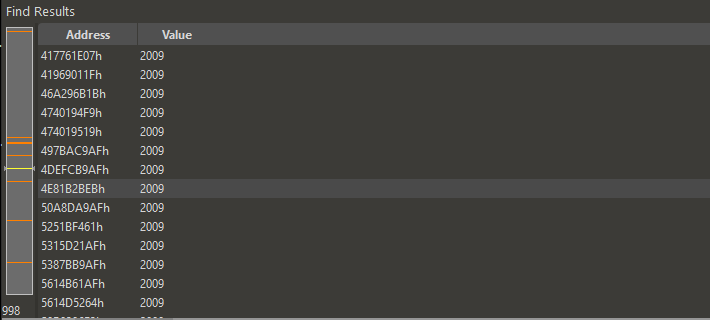 Find Results
Address Value
417761E07h 2009
41969011Fh 2009
46A296B1Bh 2009
4740194F9h 2009
474019519h 2009
497BAC9AFh 2009
4DEFCB9AFh 2009
4E81B2BEBh 2009
50A8DA9AFh 2009
5251BF461h 2009
5315D21AFh 2009
5387BB9AFh 2009
5614B61AFh 2009
5614D5264h 2009
998